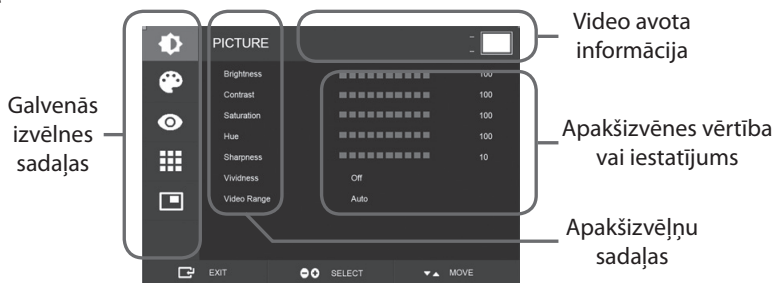 Video avota
informācija
Galvenās
izvēlnes
sadaļas
PICTURE
Brightness 100
Contrast 100
Saturation 100
Hue 100
Sharpness 10
Vividness Off
Video Range Auto
Apakšizvēnes vērtība
vai iestatījums
Apakšizvēļņu
sadaļas
EXIT SELECT MOVE